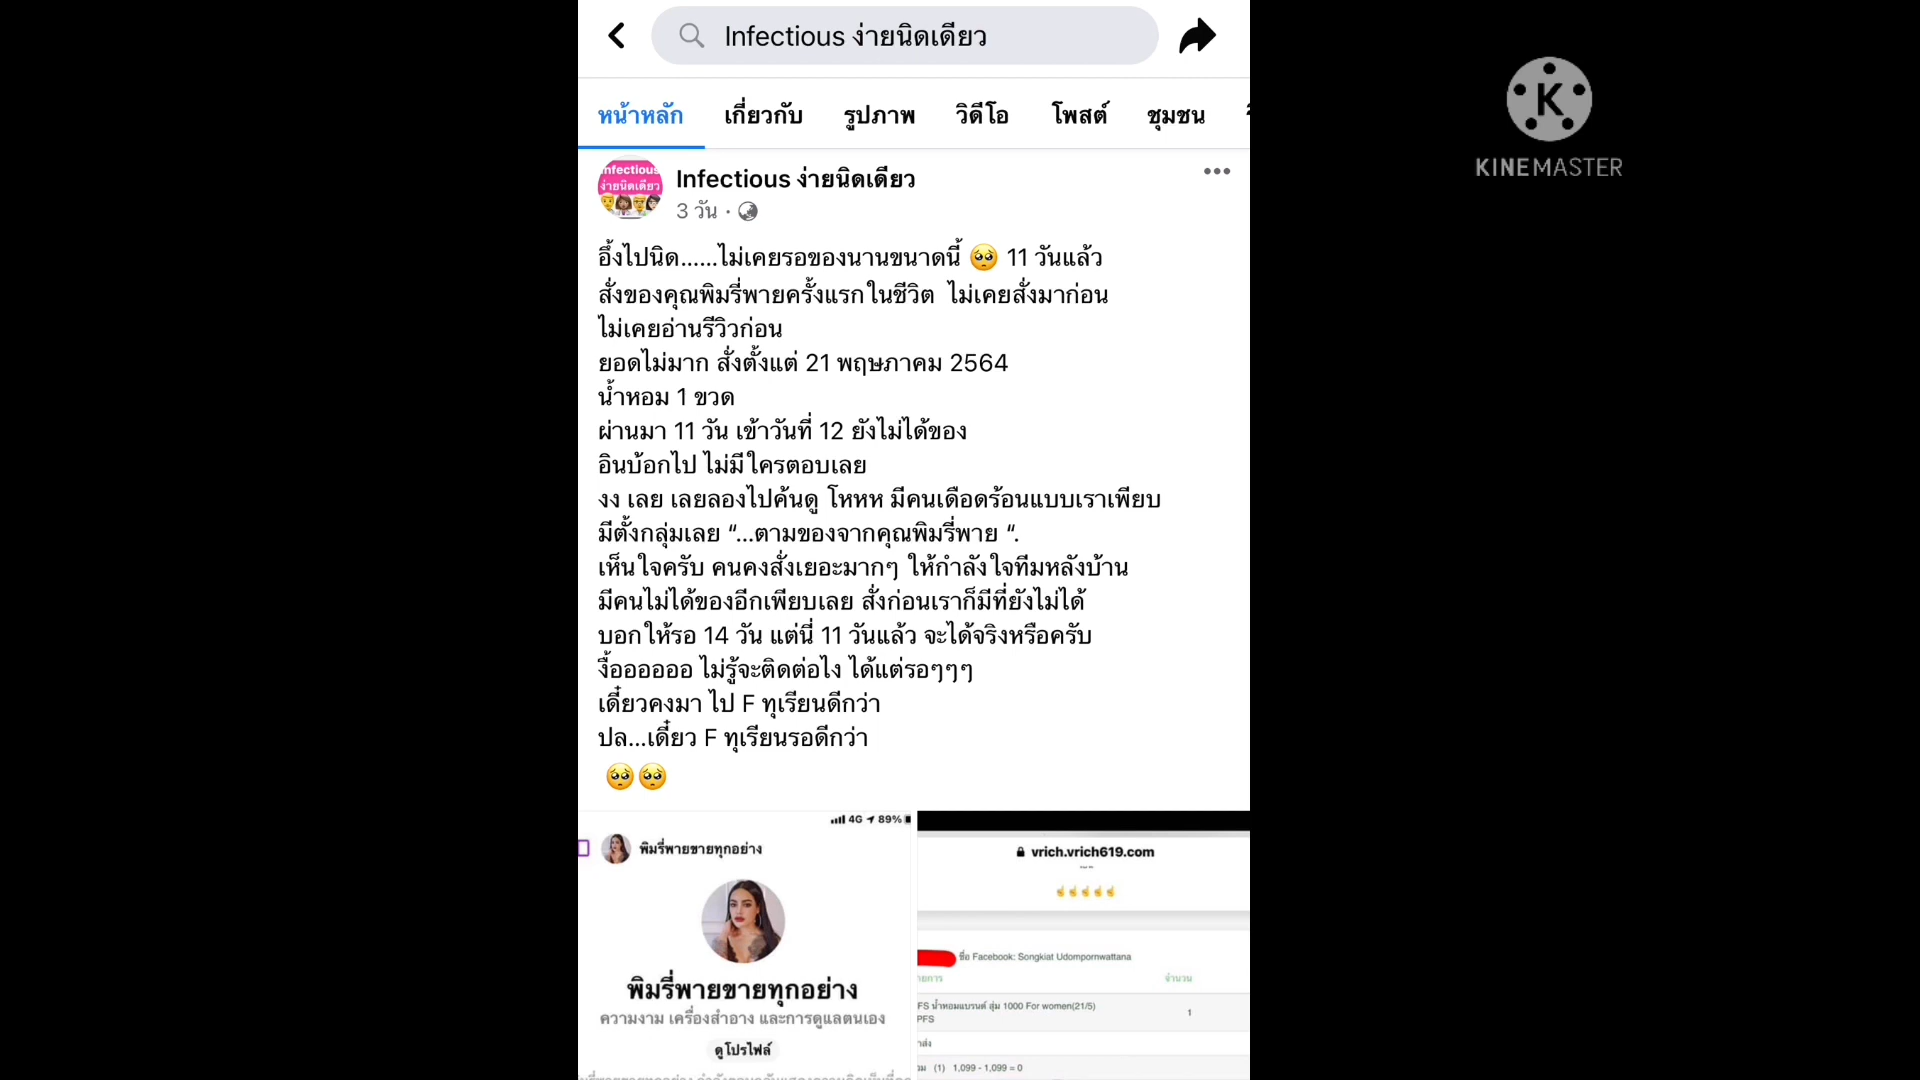 Infectious ง่ายนิดเดียว
หน้าหลัก เกี่ยวกับ รูปภาพ วิดีโอ โพสต์ ชุมชน
Infectious ง่ายนิดเดียว
Infectious ง่ายนิดเดียว
3 วัน ·
อึ้งไปนิด......ไม่เคยรอของนานขนาดนี้ 🥺 11 วันแล้ว
สั่งของคุณพิมรี่พายครั้งแรกในชีวิต ไม่เคยสั่งมาก่อน
ไม่เคยอ่านรีวิวก่อน
ยอดไม่มาก สั่งตั้งแต่ 21 พฤษภาคม 2564
น้ำหอม 1 ขวด
ผ่านมา 11 วัน เข้าวันที่ 12 ยังไม่ได้ของ
อินบ้อกไป ไม่มีใครตอบเลย
งง เลย เลยลองไปค้นดู โหหห มีคนเดือดร้อนแบบเราเพียบ
มีตั้งกลุ่มเลย “...ตามของจากคุณพิมรี่พาย “.
เห็นใจครับ คนคงสั่งเยอะมากๆ ให้กำลังใจทีมหลังบ้าน
มีคนไม่ได้ของอีกเพียบเลย สั่งก่อนเราก็มีที่ยังไม่ได้
บอกให้รอ 14 วัน แต่นี่ 11 วันแล้ว จะได้จริงหรือครับ
งื้ออออออ ไม่รู้จะติดต่อไง ได้แต่รอๆๆๆ
เดี๋ยวคงมา ไป F ทุเรียนดีกว่า
ปล...เดี๋ยว F ทุเรียนรอดีกว่า
🥺🥺
4G 89%
พิมรี่พายขายทุกอย่าง
พิมรี่พายขายทุกอย่าง
ความงาม เครื่องสำอาง และการดูแลตนเอง
ดูโปรไฟล์
vrich.vrich619.com
☝☝☝☝☝
ชื่อ Facebook: Songkiat Udompornwattana
จำนวน
FS น้ำหอมแบรนด์ สุ่ม 1000 For women(21/5)
PFS
1
(1) 1,099 - 1,099 = 0
K
KINEMASTER